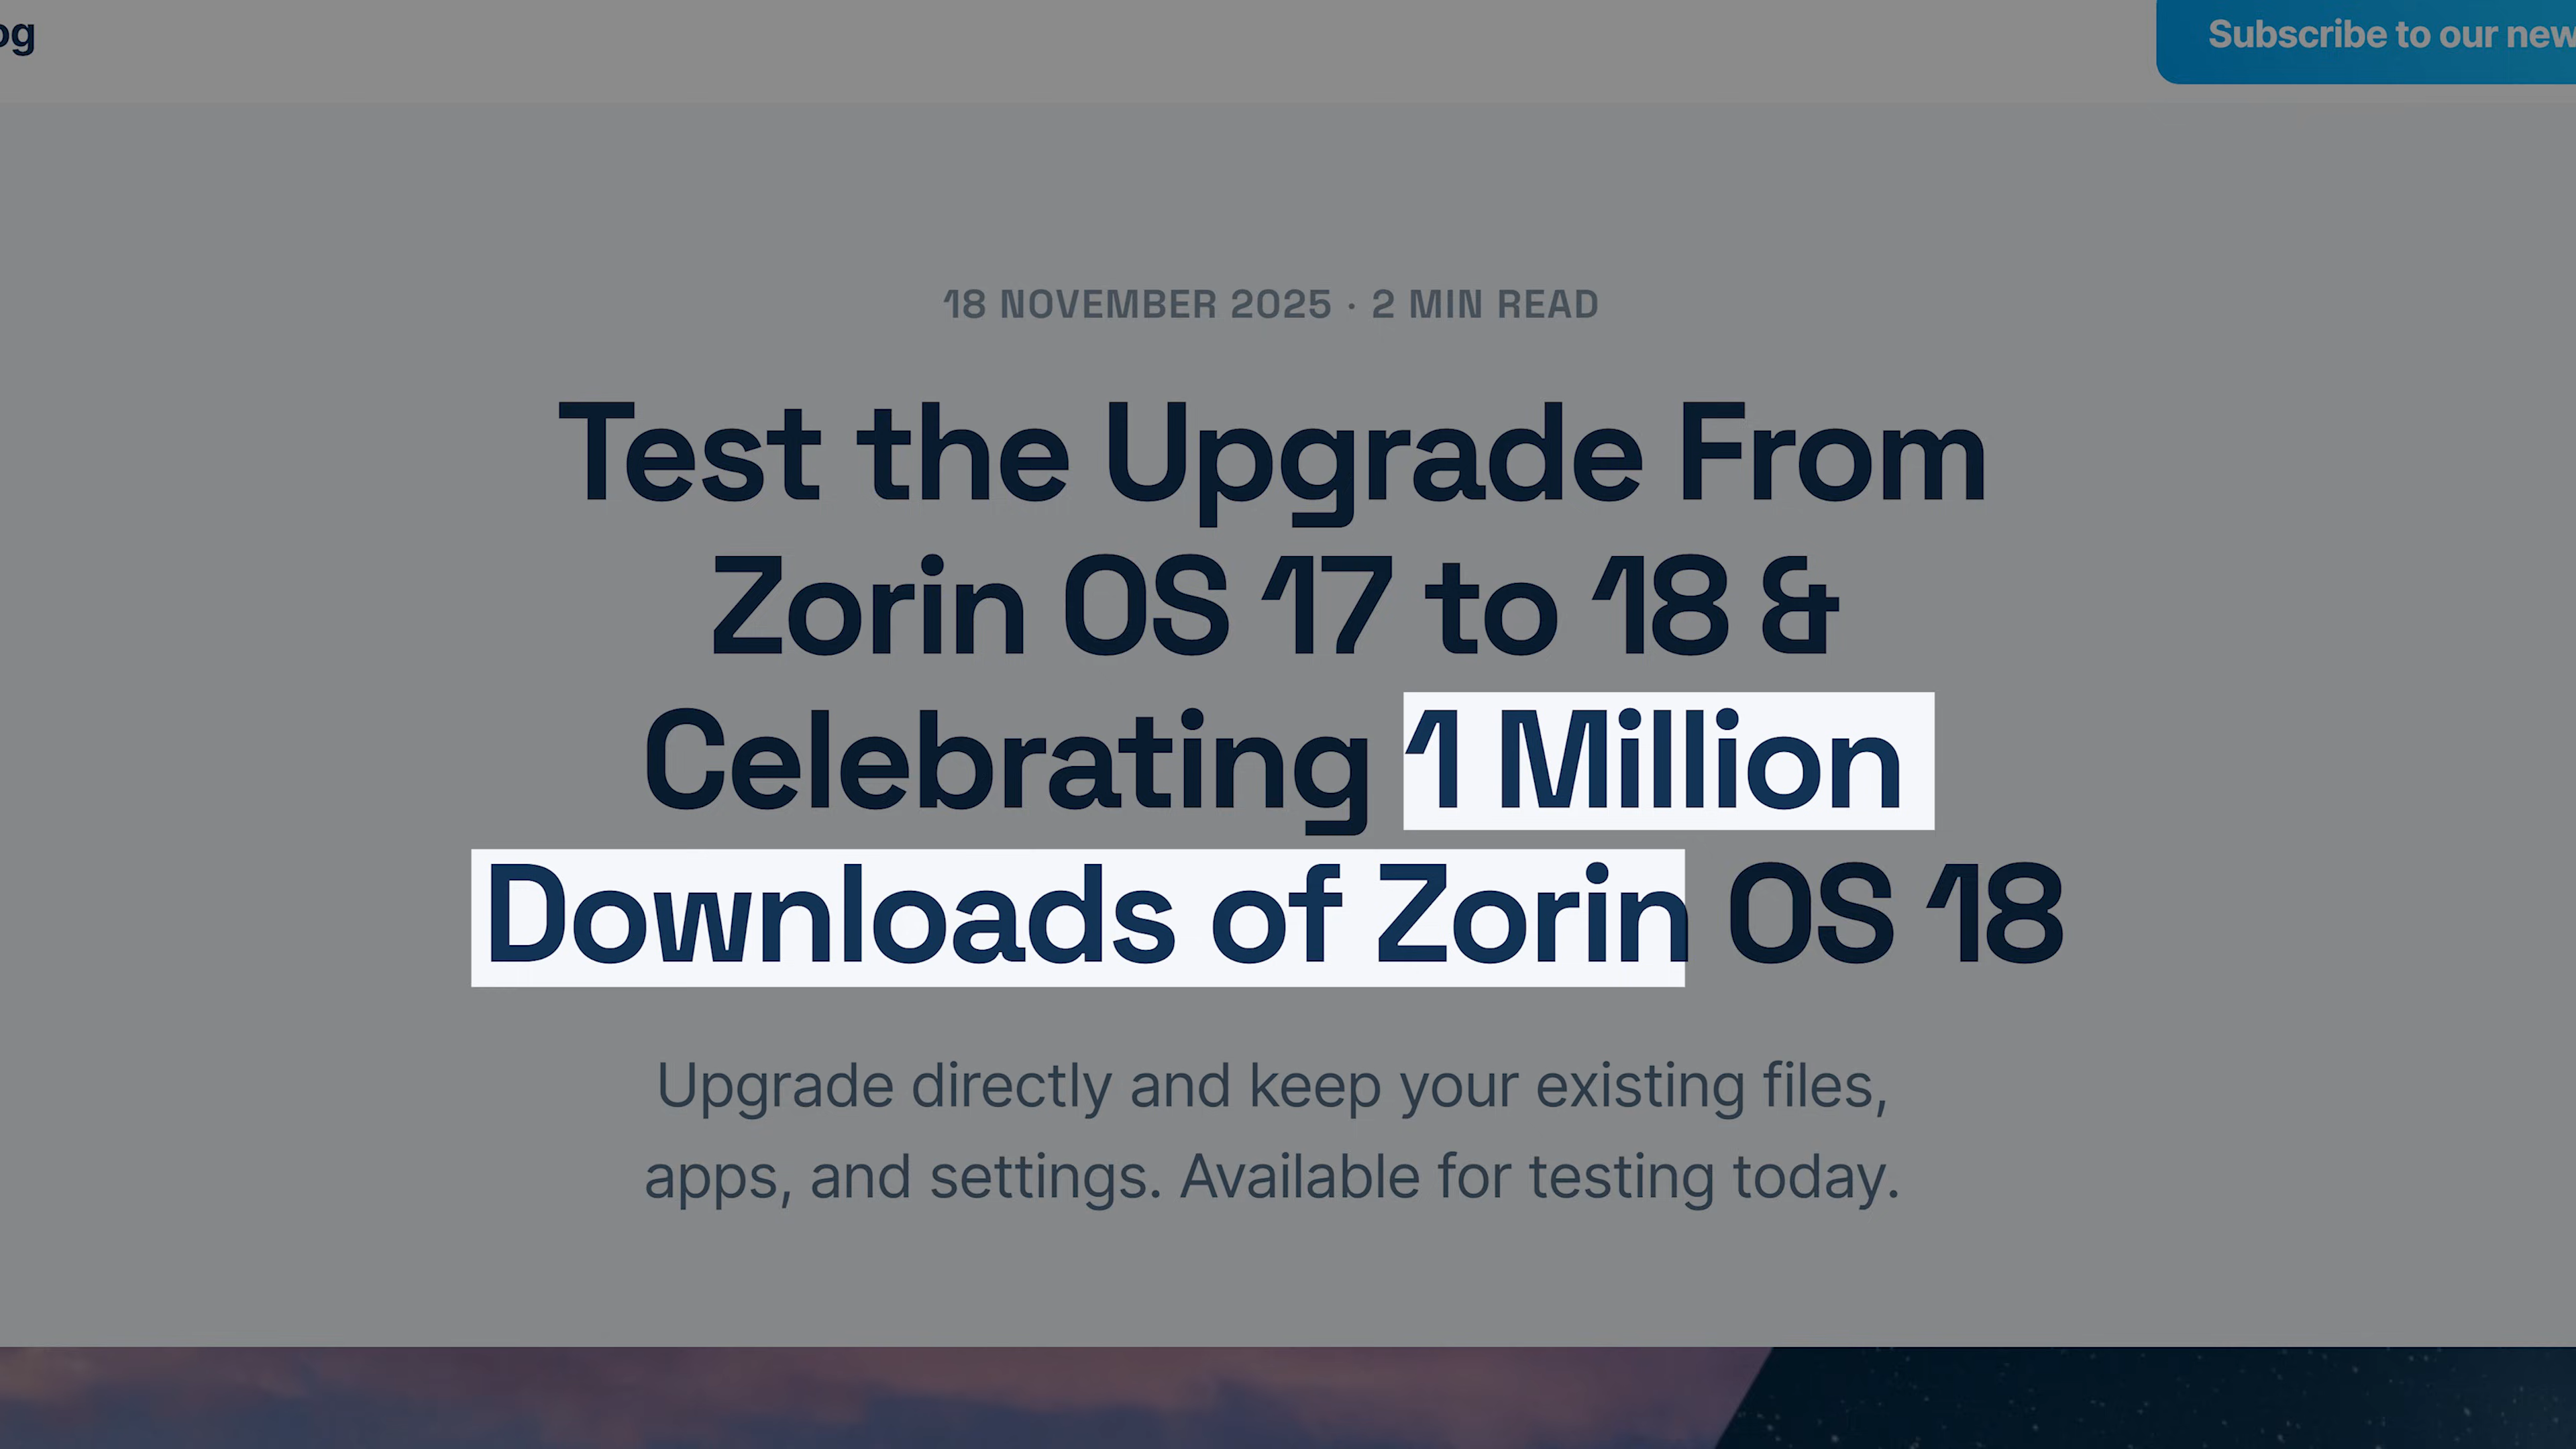 Subscribe to our
18 NOVEMBER 2025 · 2 MIN READ
Test the Upgrade From
Zorin OS 17 to 18 &
Celebrating 1 Million
Downloads of Zorin OS 18
Upgrade directly and keep your existing files,
apps, and settings. Available for testing today.